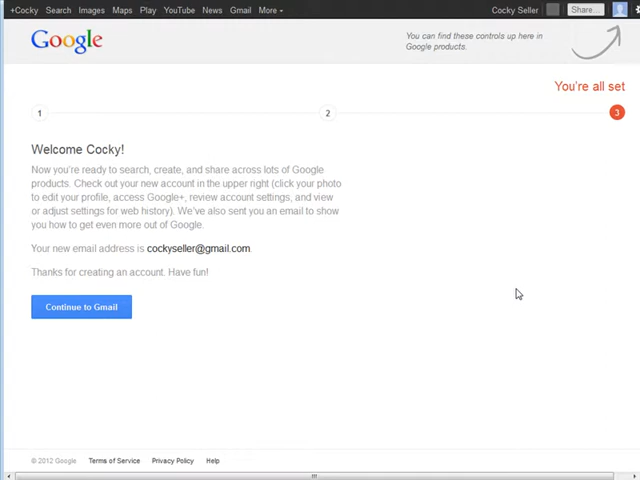 +Cocky Search Images Maps Play YouTube News Gmail More
Cocky Seller Share...
Google
You can find these controls up here in
Google products.
You're all set
1 2 3
Welcome Cocky!
Now you're ready to search, create, and share across lots of Google
products. Check out your new account in the upper right (click your photo
to edit your profile, access Google+, review account settings, and view
or adjust settings for web history). We've also sent you an email to show
you how to get even more out of Google.
Your new email address is cockyseller@gmail.com.
Thanks for creating an account. Have fun!
Continue to Gmail
© 2012 Google Terms of Service Privacy Policy Help